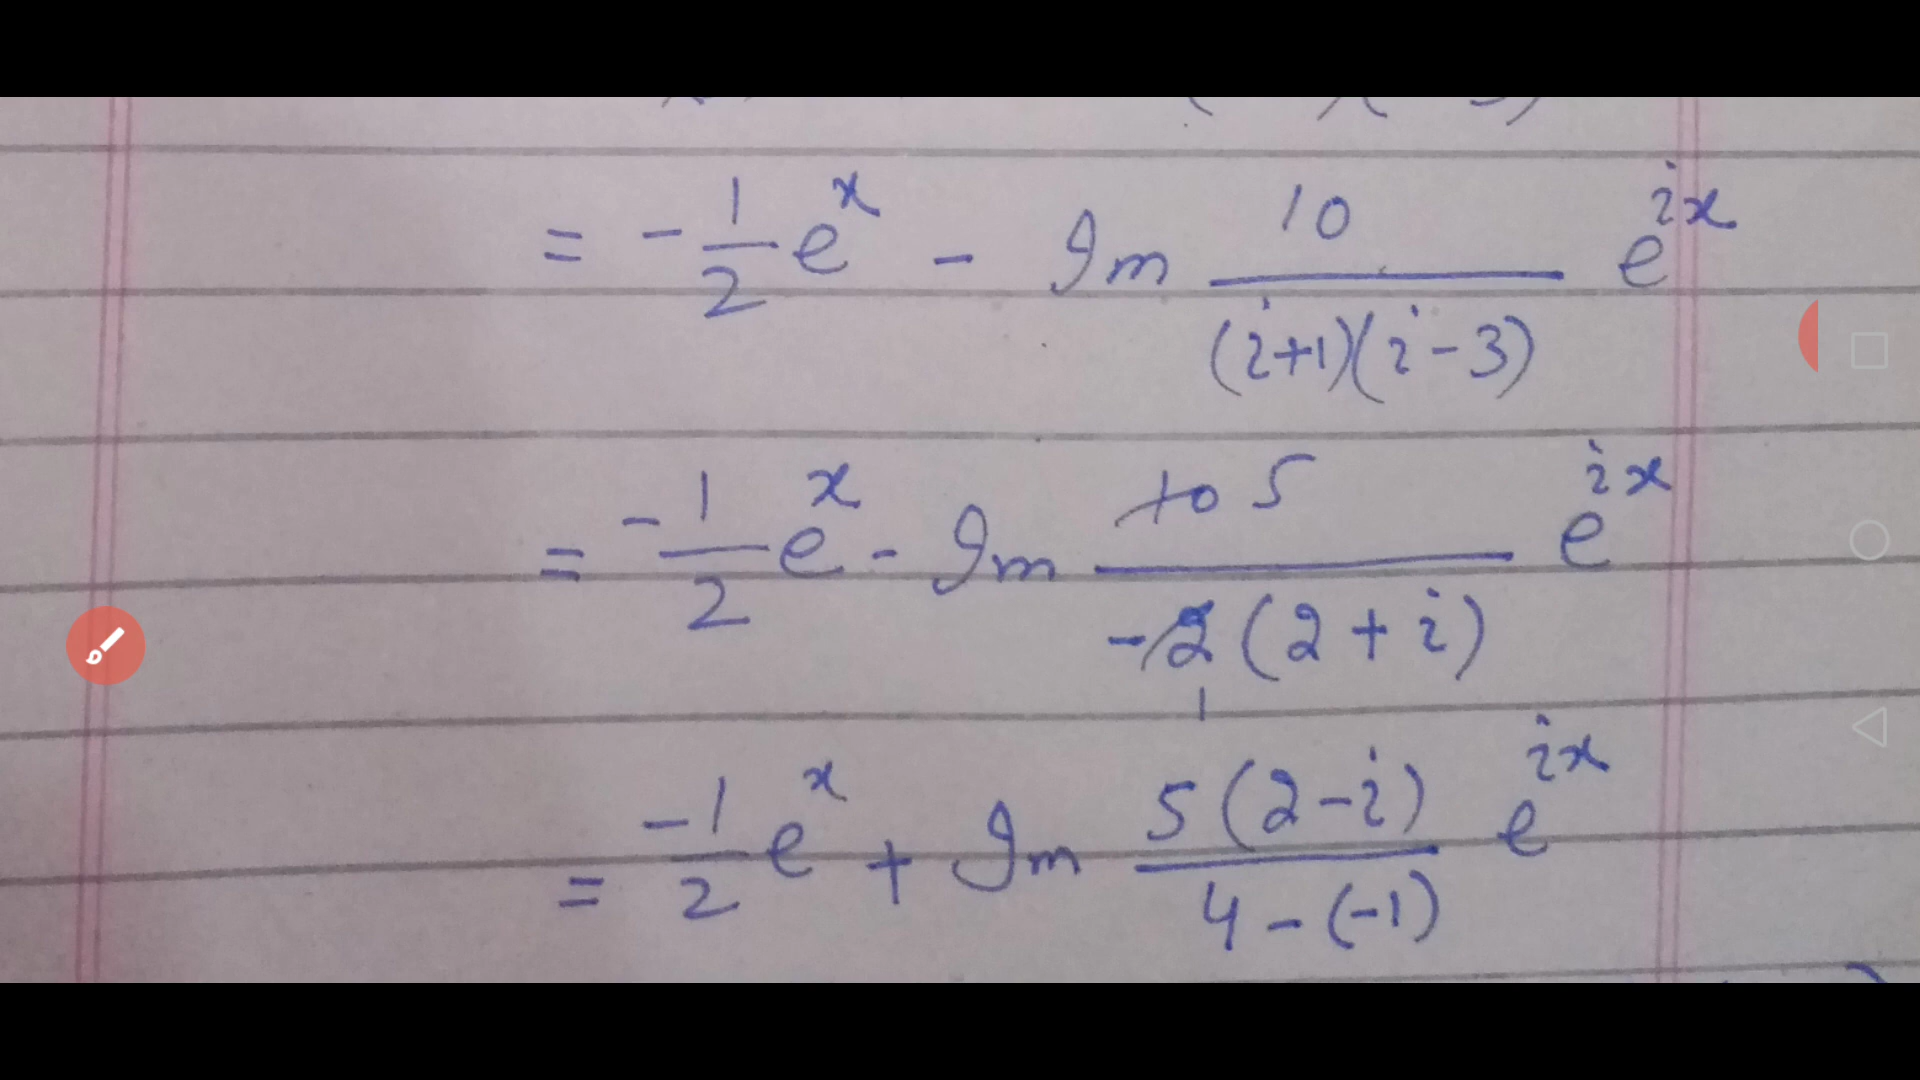 = - 1/2 e^x - Im 10/((i+1)(i-3)) e^{ix}
= -1/2 e^x - Im 10 5/(-2(2+i)) e^{ix}
1
= -1/2 e^x + Im 5(2-i)/(4-(-1)) e^{ix}